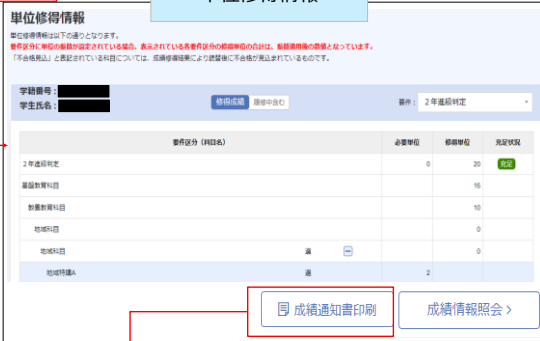 単位修得情報
単位修得情報は以下の通りとなります。
要件区分に単位の振替が設定されている場合、表示されている各要件区分の修得単位の合計は、振替適用後の数値となっています。
「不合格見込」と表記されている科目については、成績修得結果により読替後に不合格が見込まれているものです。
学籍番号：
学生氏名：
修得成績 履修中含む
要件： 2年進級判定
要件区分（科目名） 必要単位 修得単位 充足状況
2年進級判定 0 20 充足
基盤教育科目 16
教養教育科目 10
地域科目 0
地域科目 選 0
地域特講A 選 2
成績通知書印刷 成績情報照会 >